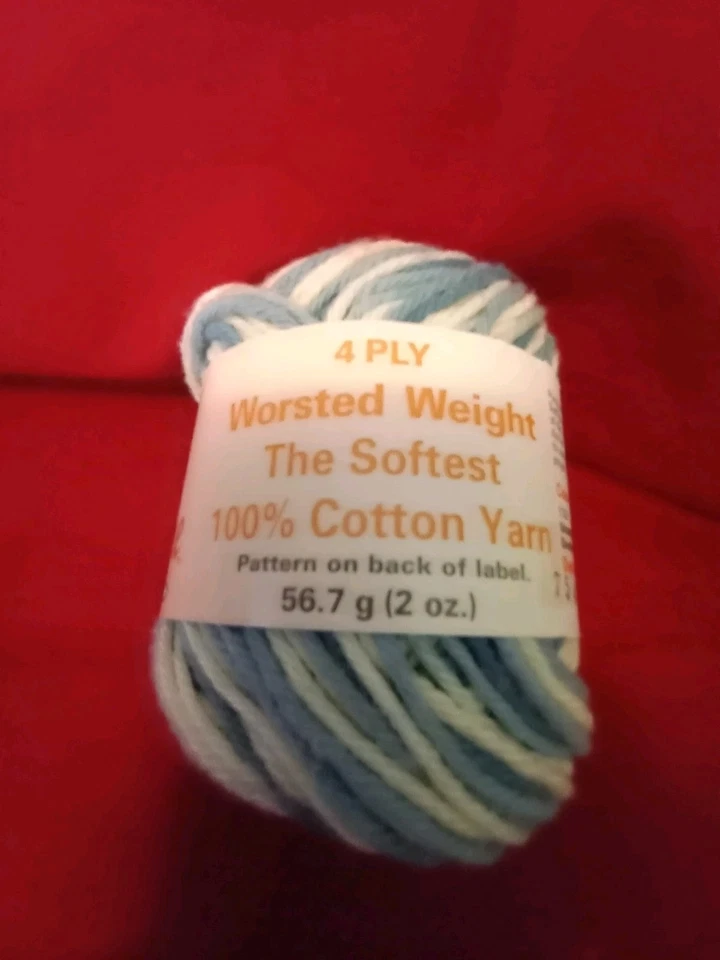 4 PLY
Worsted Weight
The Softest
100% Cotton Yarn
Pattern on back of label.
56.7 g (2 oz.)